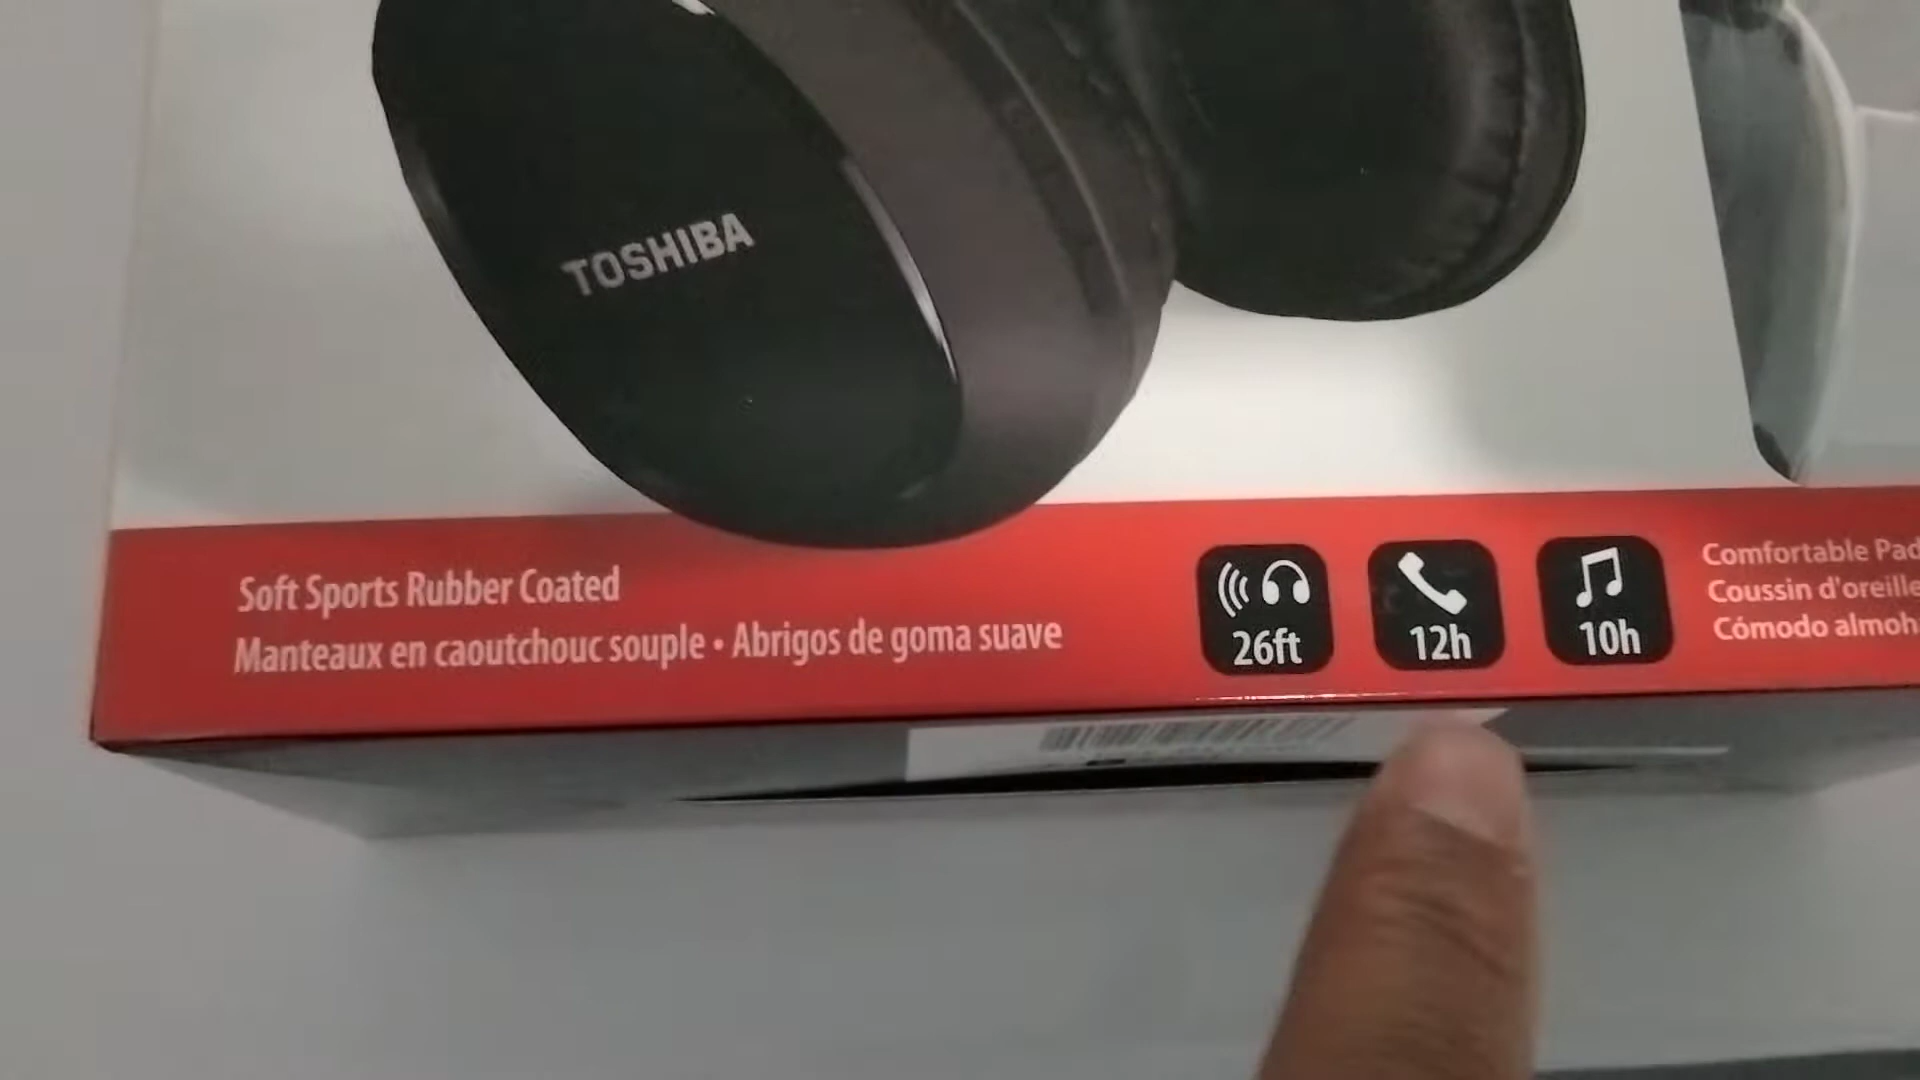 TOSHIBA
Soft Sports Rubber Coated
Manteaux en caoutchouc souple • Abrigos de goma suave
26ft
12h
10h
Comfortable Pad
Coussin d'oreille
Cómodo almoh